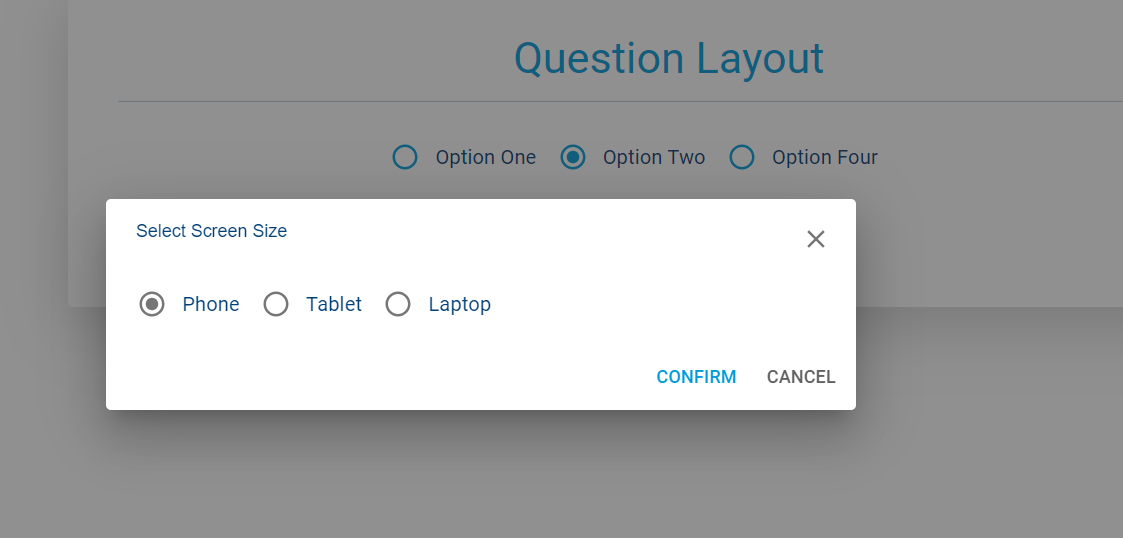 Question Layout
Option One Option Two Option Four
Select Screen Size
Phone Tablet Laptop
CONFIRM CANCEL